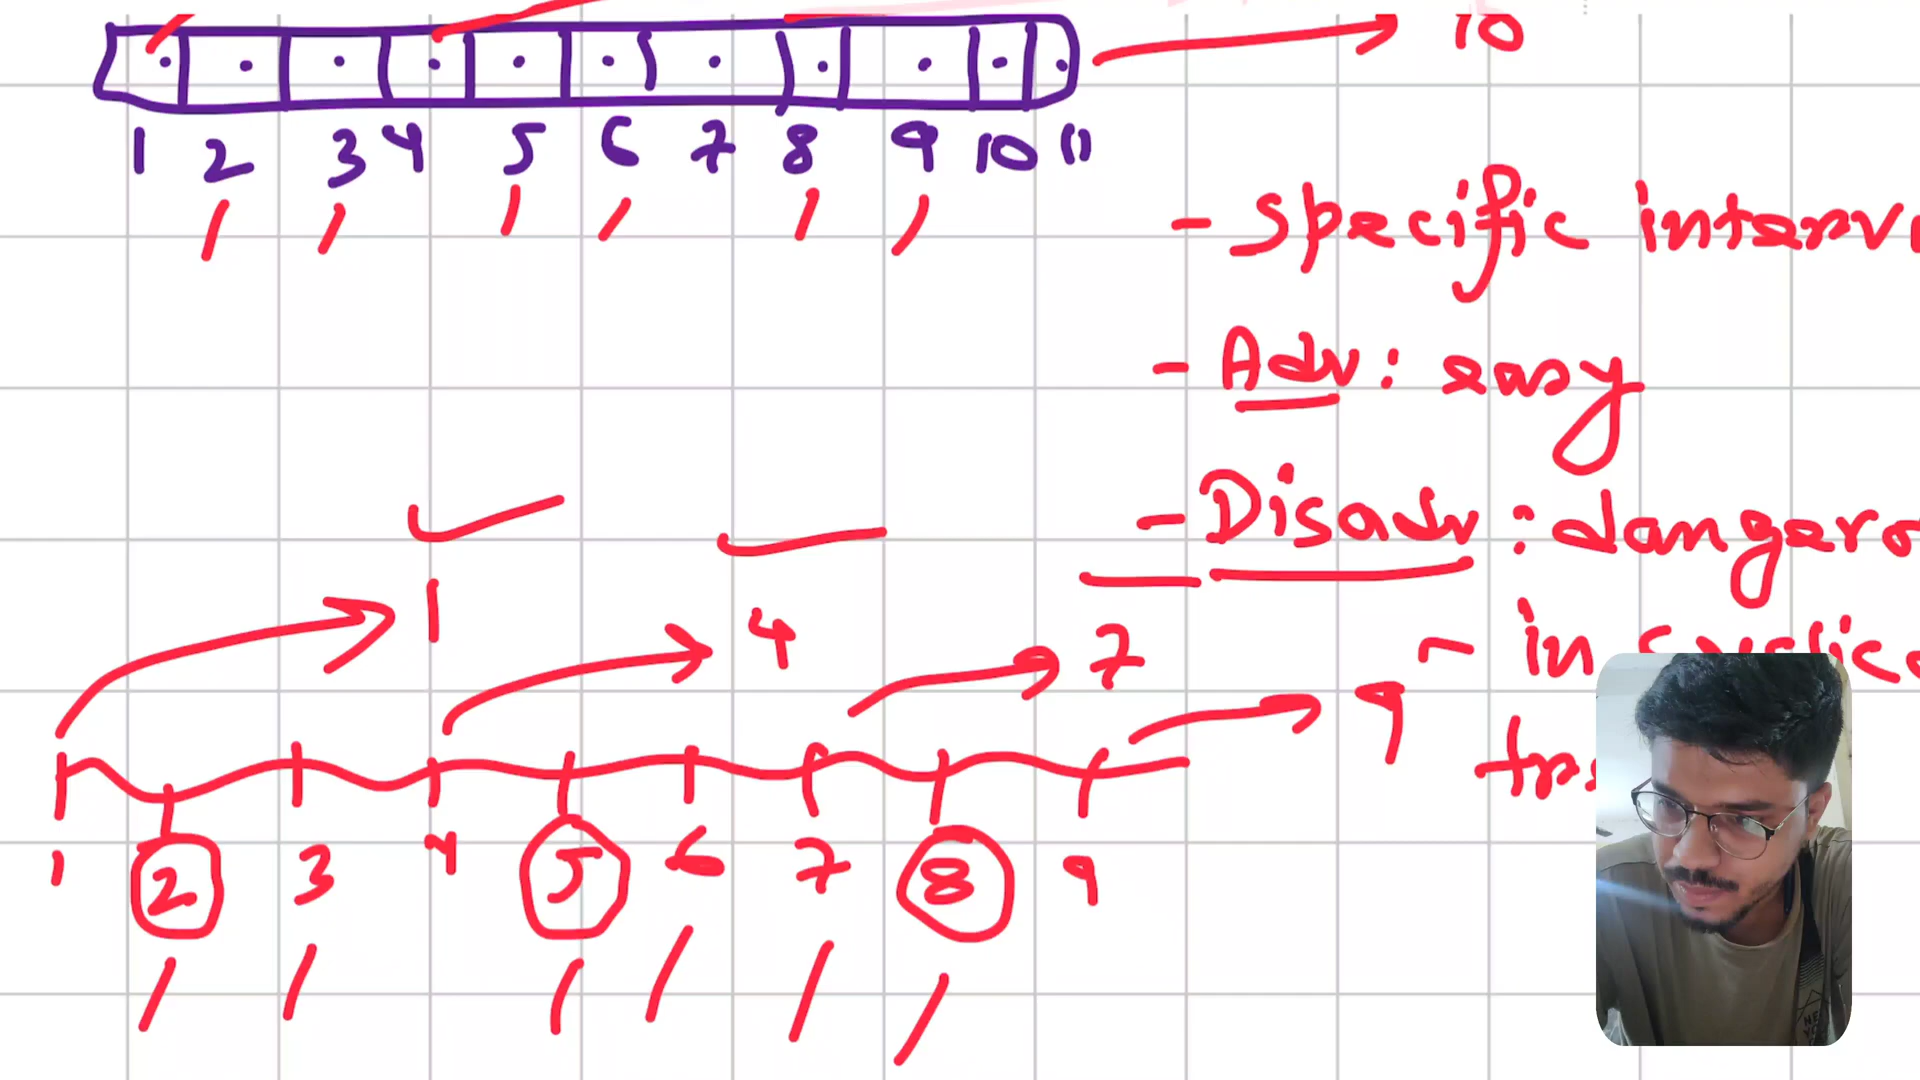 10
1 2 3 4 5 6 7 8 9 10 11
- Specific interv
- Adv: easy
- Disadv: dangero
- in
1 4 7 9
1 2 3 4 5 6 7 8 9